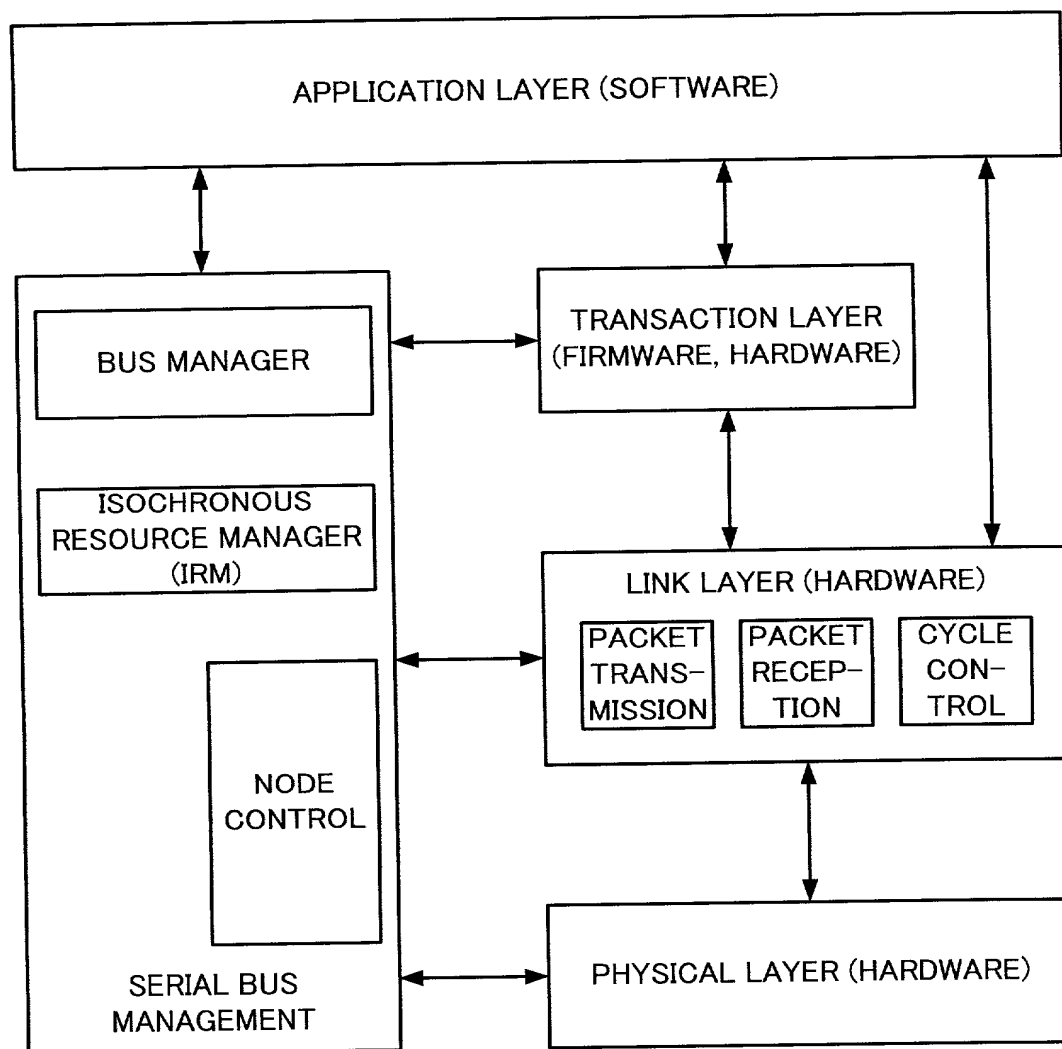 APPLICATION LAYER (SOFTWARE)
BUS MANAGER
TRANSACTION LAYER
(FIRMWARE, HARDWARE)
ISOCHRONOUS
RESOURCE MANAGER
(IRM)
LINK LAYER (HARDWARE)
PACKET
TRANS-
MISSION
PACKET
RECEP-
TION
CYCLE
CON-
TROL
NODE
CONTROL
SERIAL BUS
MANAGEMENT
PHYSICAL LAYER (HARDWARE)